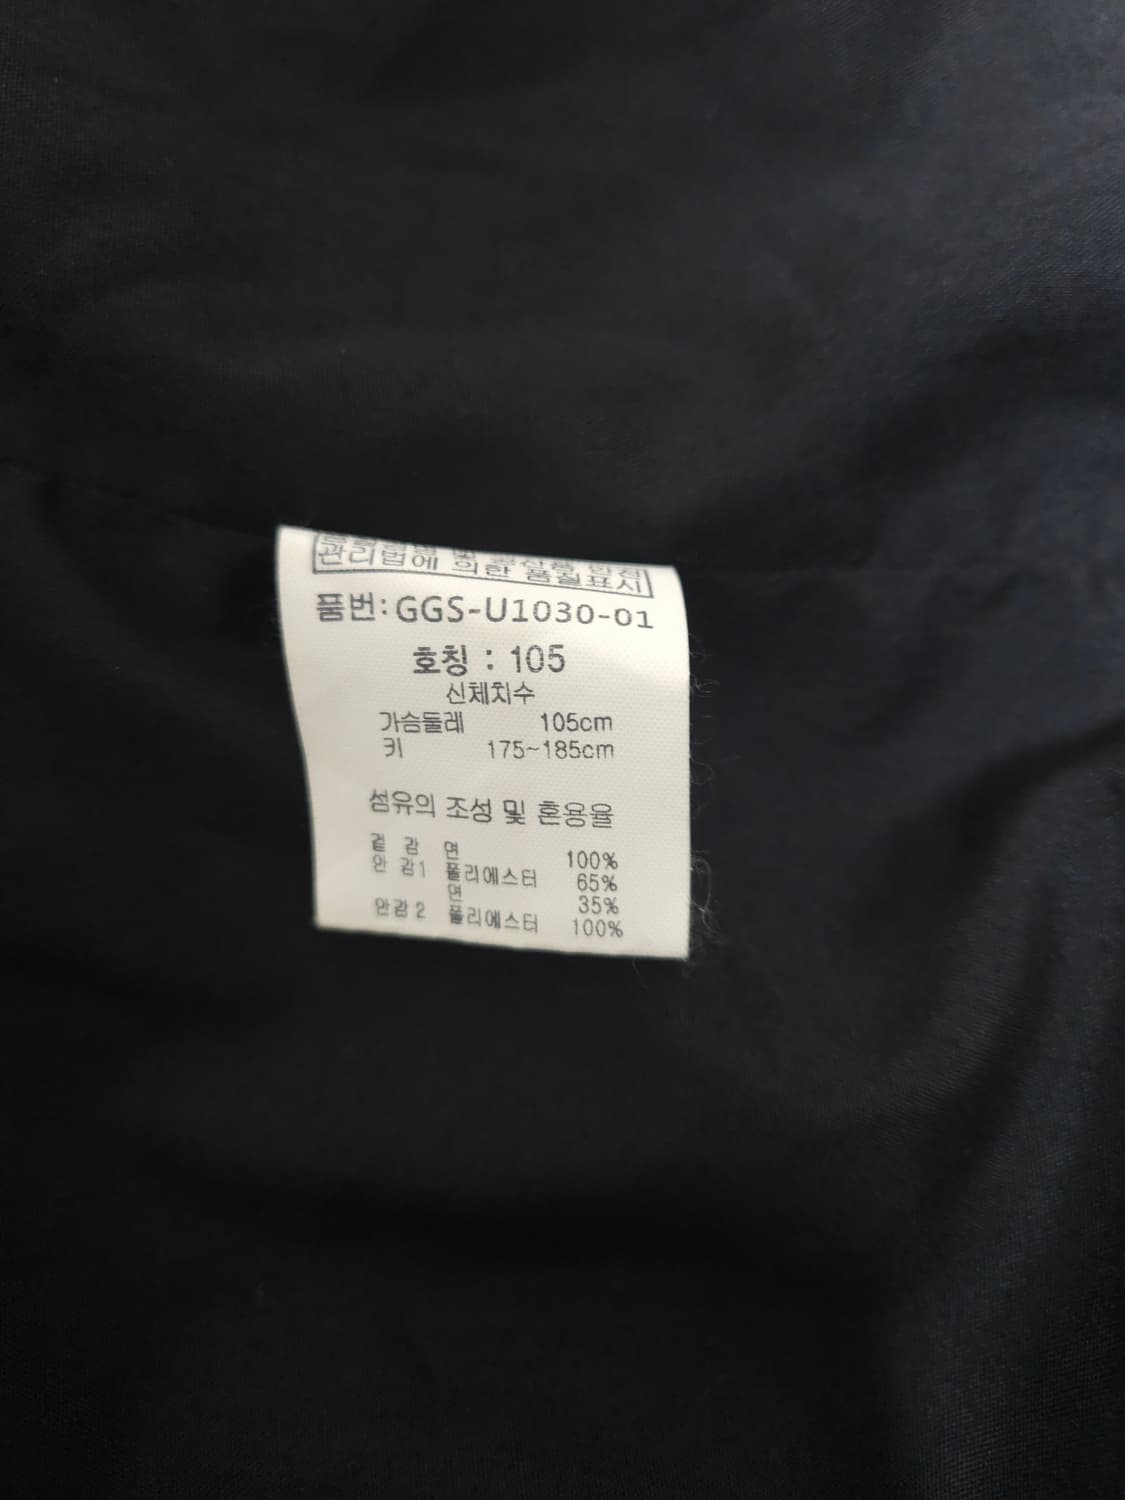 관리법에 의한 품질표시
품번:GGS-U1030-01
호칭 : 105
신체치수
가슴둘레 105cm
키 175~185cm
섬유의 조성 및 혼용율
겉 감 면 100%
안 감1 폴리에스터 65%
면 35%
안감2 폴리에스터 100%